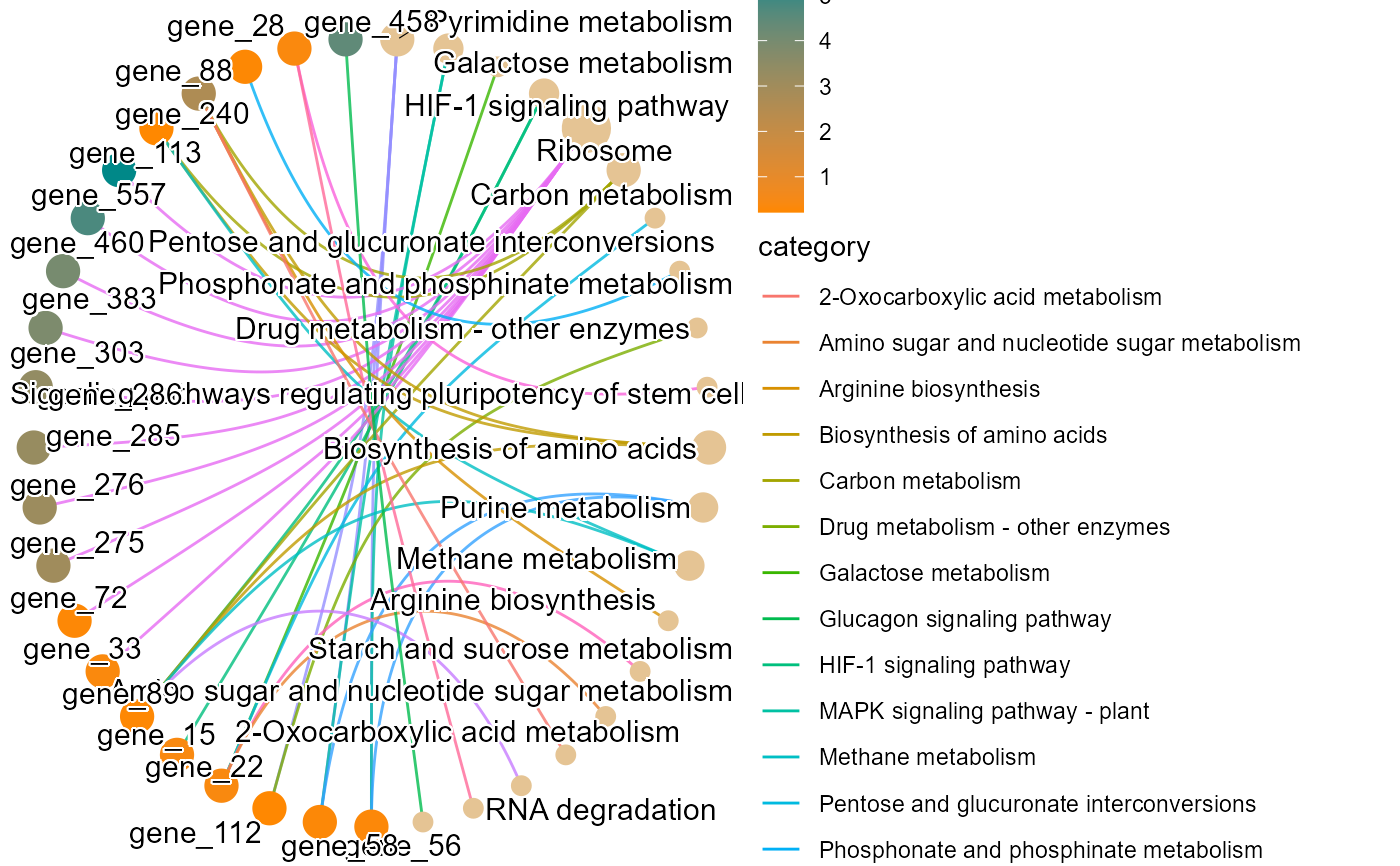 gene_28
gene_458
Pyrimidine metabolism
Galactose metabolism
gene_88
HIF-1 signaling pathway
gene_240
Ribosome
gene_113
Carbon metabolism
gene_557
gene_460
Pentose and glucuronate interconversions
Phosphonate and phosphinate metabolism
gene_383
Drug metabolism - other enzymes
gene_303
gene_286
regulating pluripotency of stem cell
gene_285
Biosynthesis of amino acids
gene_276
Purine metabolism
gene_275
Methane metabolism
gene_72
Arginine biosynthesis
gene_33
Starch and sucrose metabolism
gene_89
sugar and nucleotide sugar metabolism
gene_15
2-Oxocarboxylic acid metabolism
gene_22
RNA degradation
gene_112
gene_58
_56
4
3
2
1
category
2-Oxocarboxylic acid metabolism
Amino sugar and nucleotide sugar metabolism
Arginine biosynthesis
Biosynthesis of amino acids
Carbon metabolism
Drug metabolism - other enzymes
Galactose metabolism
Glucagon signaling pathway
HIF-1 signaling pathway
MAPK signaling pathway - plant
Methane metabolism
Pentose and glucuronate interconversions
Phosphonate and phosphinate metabolism